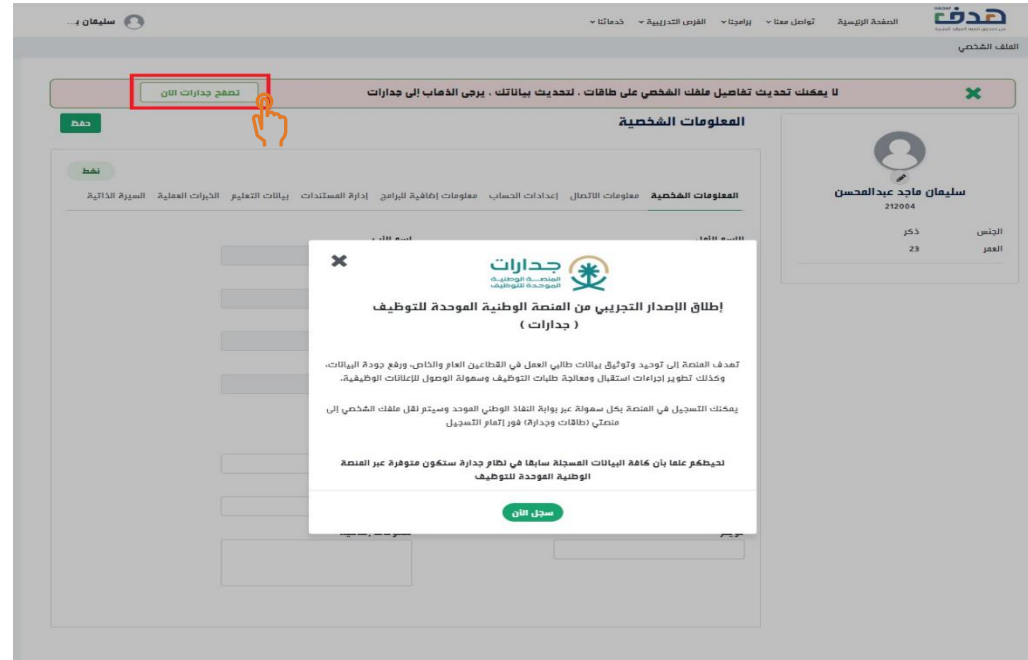 هدف
الصفحة الرئيسية
تواصل معنا
برامجنا
الفرص التدريبية
خدماتنا
سليمان بـ...
الملف الشخصي
لا يمكنك تحديث تفاصيل ملفك الشخصي على طاقات ، لتحديث بياناتك ، يرجى الذهاب إلى جدارات
تصفح جدارات الان
المعلومات الشخصية
حفظ
نشط
سليمان ماجد عبدالمحسن
212004
الجنس ذكر
العمر 23
المعلومات الشخصية معلومات الاتصال إعدادات الحساب معلومات إضافية للبرامج إدارة المستندات بيانات التعليم الخبرات العملية السيرة الذاتية
جدارات
المنصة الوطنية
الموحدة للتوظيف
إطلاق الإصدار التجريبي من المنصة الوطنية الموحدة للتوظيف
( جدارات )
تهدف المنصة إلى توحيد وتوثيق بيانات طالبي العمل في القطاعين العام والخاص، ورفع جودة البيانات،
وكذلك تطوير إجراءات استقبال ومعالجة طلبات التوظيف وسهولة الوصول للإعلانات الوظيفية.
يمكنك التسجيل في المنصة بكل سهولة عبر بوابة النفاذ الوطني الموحد وسيتم نقل ملفك الشخصي إلى
منصتي (طاقات وجدارة) فور إتمام التسجيل
نحيطكم علما بأن كافة البيانات المسجلة سابقا في نظام جدارة ستكون متوفرة عبر المنصة
الوطنية الموحدة للتوظيف
سجل الآن